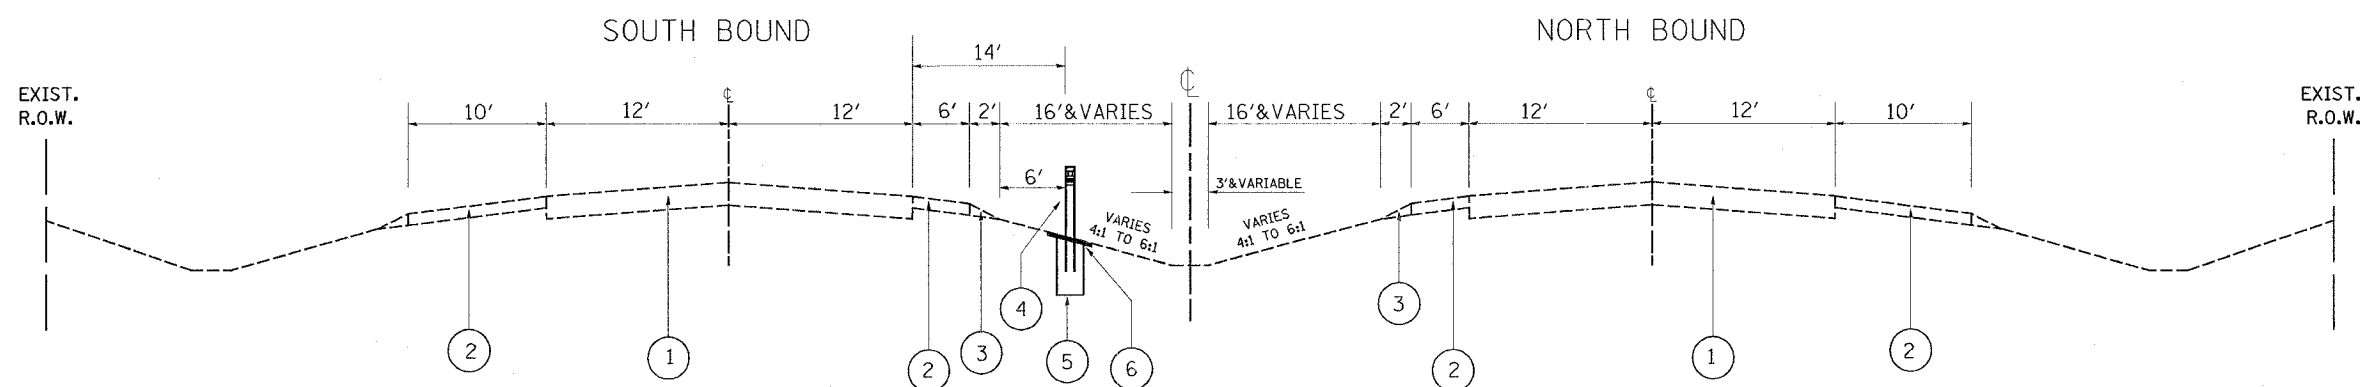 SOUTH BOUND
NORTH BOUND
14'
℄
EXIST.
R.O.W.
10'
12'
℄
12'
6'
2'
16'&VARIES
16'&VARIES
2'
6'
12'
℄
12'
10'
EXIST.
R.O.W.
6'
3'&VARIABLE
VARIES
4:1 TO 6:1
VARIES
4:1 TO 6:1
2
1
2
3
4
5
6
3
2
1
2